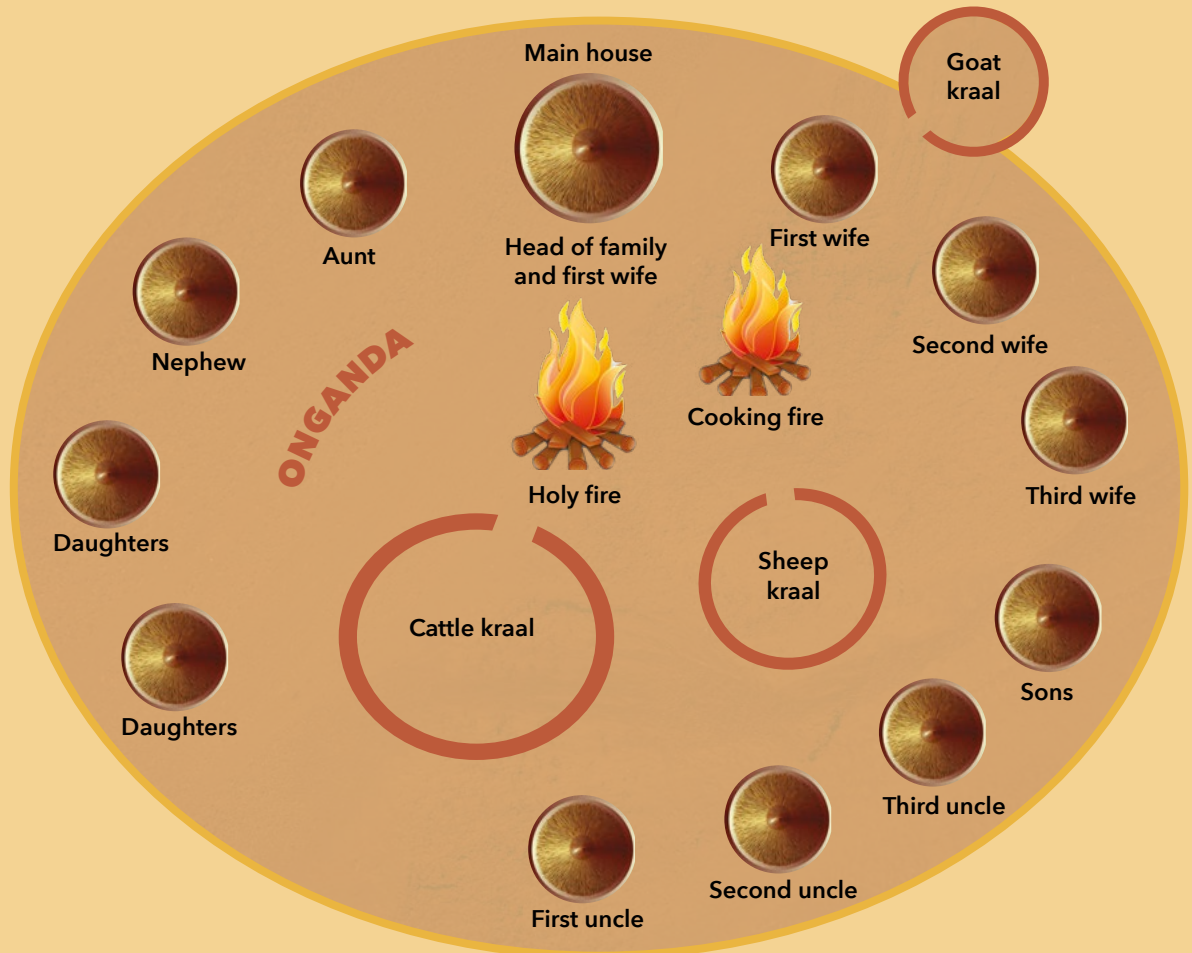 Main house
Goat
kraal
Aunt
Head of family
and first wife
First wife
Second wife
Nephew
ONGANDA
Cooking fire
Third wife
Holy fire
Daughters
Sheep
kraal
Cattle kraal
Sons
Daughters
Third uncle
Second uncle
First uncle